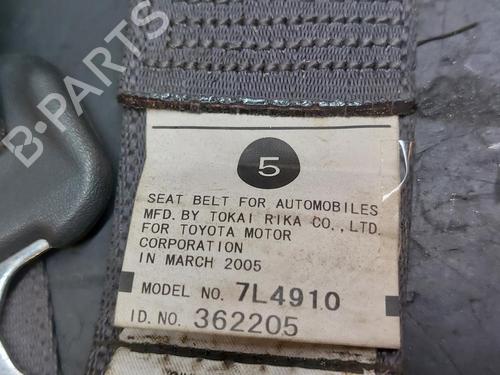 B-PARTS
5
SEAT BELT FOR AUTOMOBILES
MFD. BY TOKAI RIKA CO.,LTD.
FOR TOYOTA MOTOR
CORPORATION
IN MARCH 2005
MODEL NO. 7L4910
ID. NO. 362205